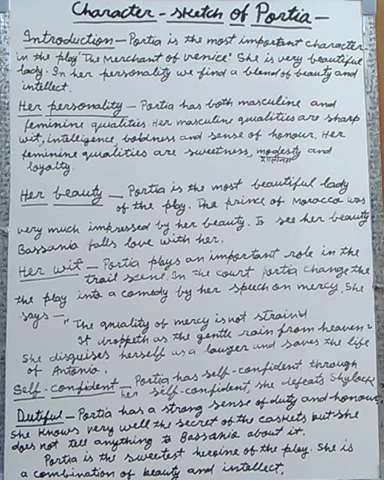 Character - sketch of Portia -
Introduction - Portia is the most important character
in the play "The Merchant of Venice". She is very beautiful
lady. In her personality we find a blend of beauty and
intellect.
Her personality - Portia has both masculine and
feminine qualities. Her masculine qualities are sharp
wit, intelligence, boldness and sense of honour. Her
feminine qualities are sweetness, modesty and
loyalty.
Her beauty - Portia is the most beautiful lady
of the play. The prince of Moracco was
very much impressed by her beauty. To see her beauty
Bassania falls love with her.
Her wit - Portia plays an important role in the
trail scene. In the court portia change the
the play into a comedy by her speech on mercy. She
says -
"The quality of mercy is not strain'd
It droppeth as the gentle rain from heaven"
She disguises herself as a lawyer and saves the life
of Antonio.
Self-confident - Portia has self-confident through
her self-confident, she defeats Shylock.
Dutiful - Portia has a strong sense of duty and honour.
She knows very well the secret of the caskets but she
does not tell anything to Bassania about it.
Portia is the sweetest heroine of the play. She is
a combination of beauty and intellect.